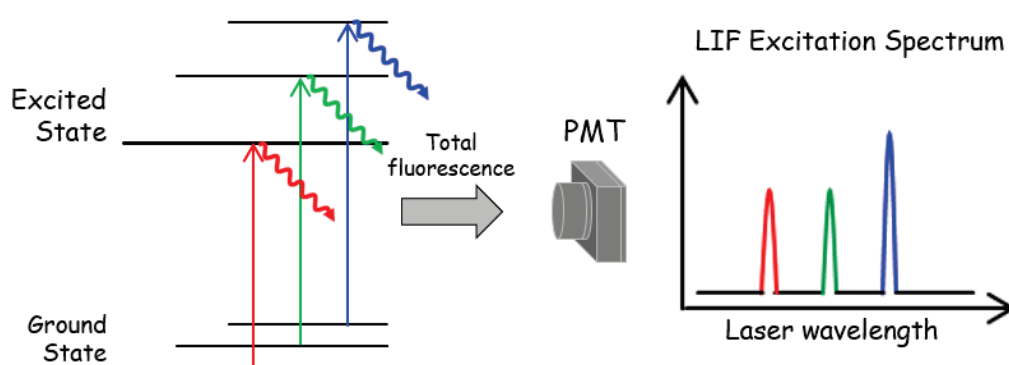 LIF Excitation Spectrum
Excited
State
Total
fluorescence
PMT
Ground
State
Laser wavelength